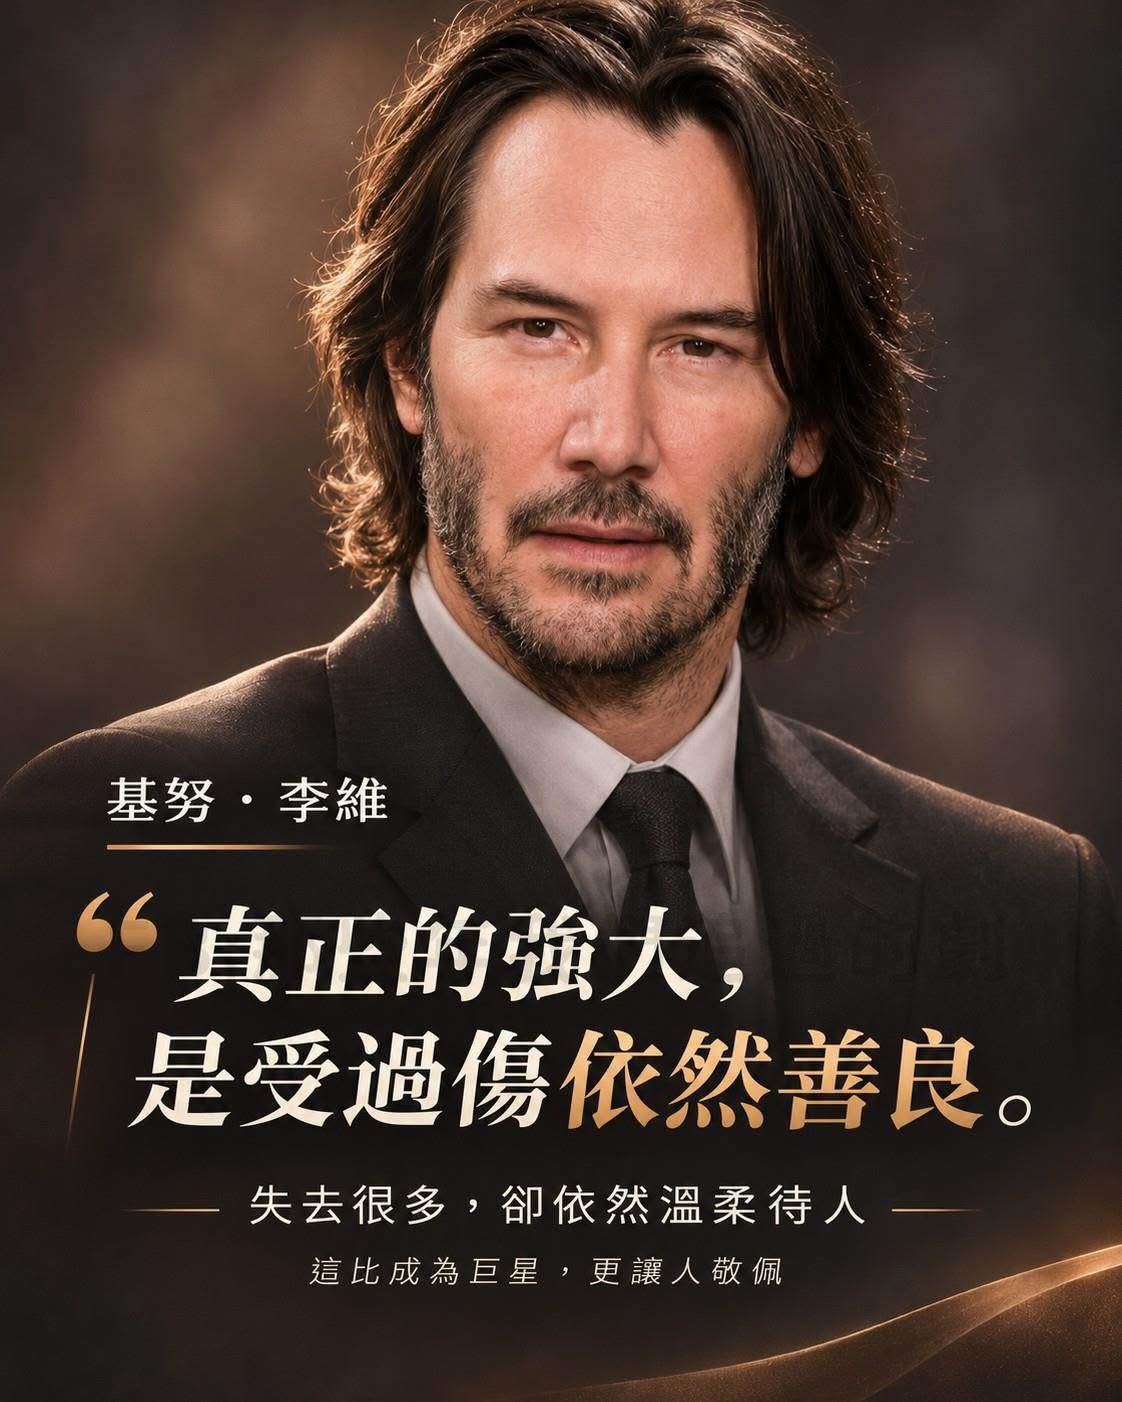 基努・李維
“真正的強大，
是受過傷依然善良。
失去很多，卻依然溫柔待人
這比成為巨星，更讓人敬佩